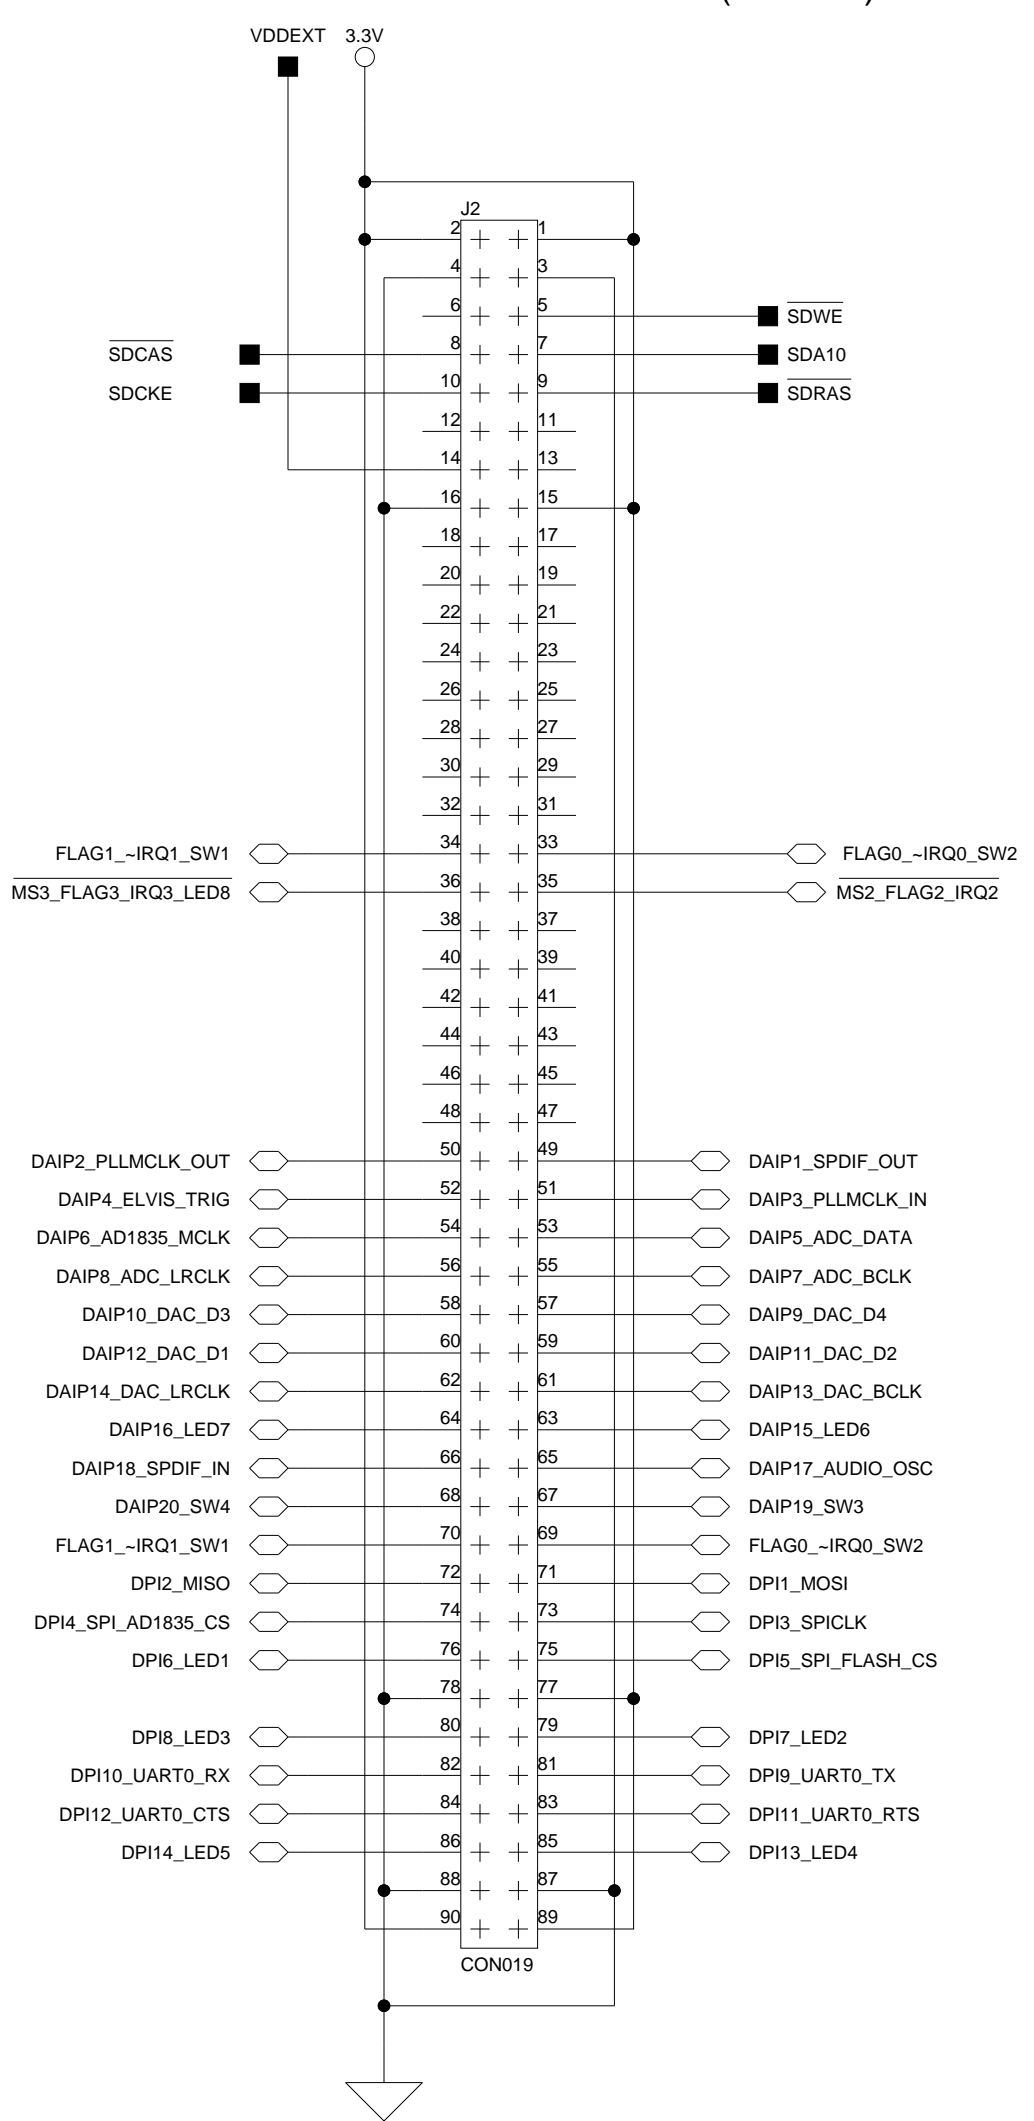 VDDEXT 3.3V
J2
2 1
4 3
6 5 SDWE
SDCAS 8 7 SDA10
SDCKE 10 9 SDRAS
12 11
14 13
16 15
18 17
20 19
22 21
24 23
26 25
28 27
30 29
32 31
FLAG1_~IRQ1_SW1 34 33 FLAG0_~IRQ0_SW2
MS3_FLAG3_IRQ3_LED8 36 35 MS2_FLAG2_IRQ2
38 37
40 39
42 41
44 43
46 45
48 47
DAIP2_PLLMCLK_OUT 50 49 DAIP1_SPDIF_OUT
DAIP4_ELVIS_TRIG 52 51 DAIP3_PLLMCLK_IN
DAIP6_AD1835_MCLK 54 53 DAIP5_ADC_DATA
DAIP8_ADC_LRCLK 56 55 DAIP7_ADC_BCLK
DAIP10_DAC_D3 58 57 DAIP9_DAC_D4
DAIP12_DAC_D1 60 59 DAIP11_DAC_D2
DAIP14_DAC_LRCLK 62 61 DAIP13_DAC_BCLK
DAIP16_LED7 64 63 DAIP15_LED6
DAIP18_SPDIF_IN 66 65 DAIP17_AUDIO_OSC
DAIP20_SW4 68 67 DAIP19_SW3
FLAG1_~IRQ1_SW1 70 69 FLAG0_~IRQ0_SW2
DPI2_MISO 72 71 DPI1_MOSI
DPI4_SPI_AD1835_CS 74 73 DPI3_SPICLK
DPI6_LED1 76 75 DPI5_SPI_FLASH_CS
78 77
DPI8_LED3 80 79 DPI7_LED2
DPI10_UART0_RX 82 81 DPI9_UART0_TX
DPI12_UART0_CTS 84 83 DPI11_UART0_RTS
DPI14_LED5 86 85 DPI13_LED4
88 87
90 89
CON019